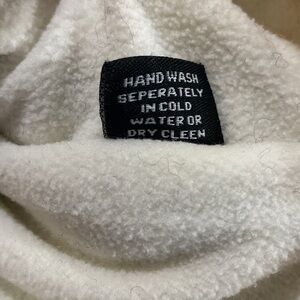 HAND WASH
SEPERATELY
IN COLD
WATER OR
DRY CLEEN